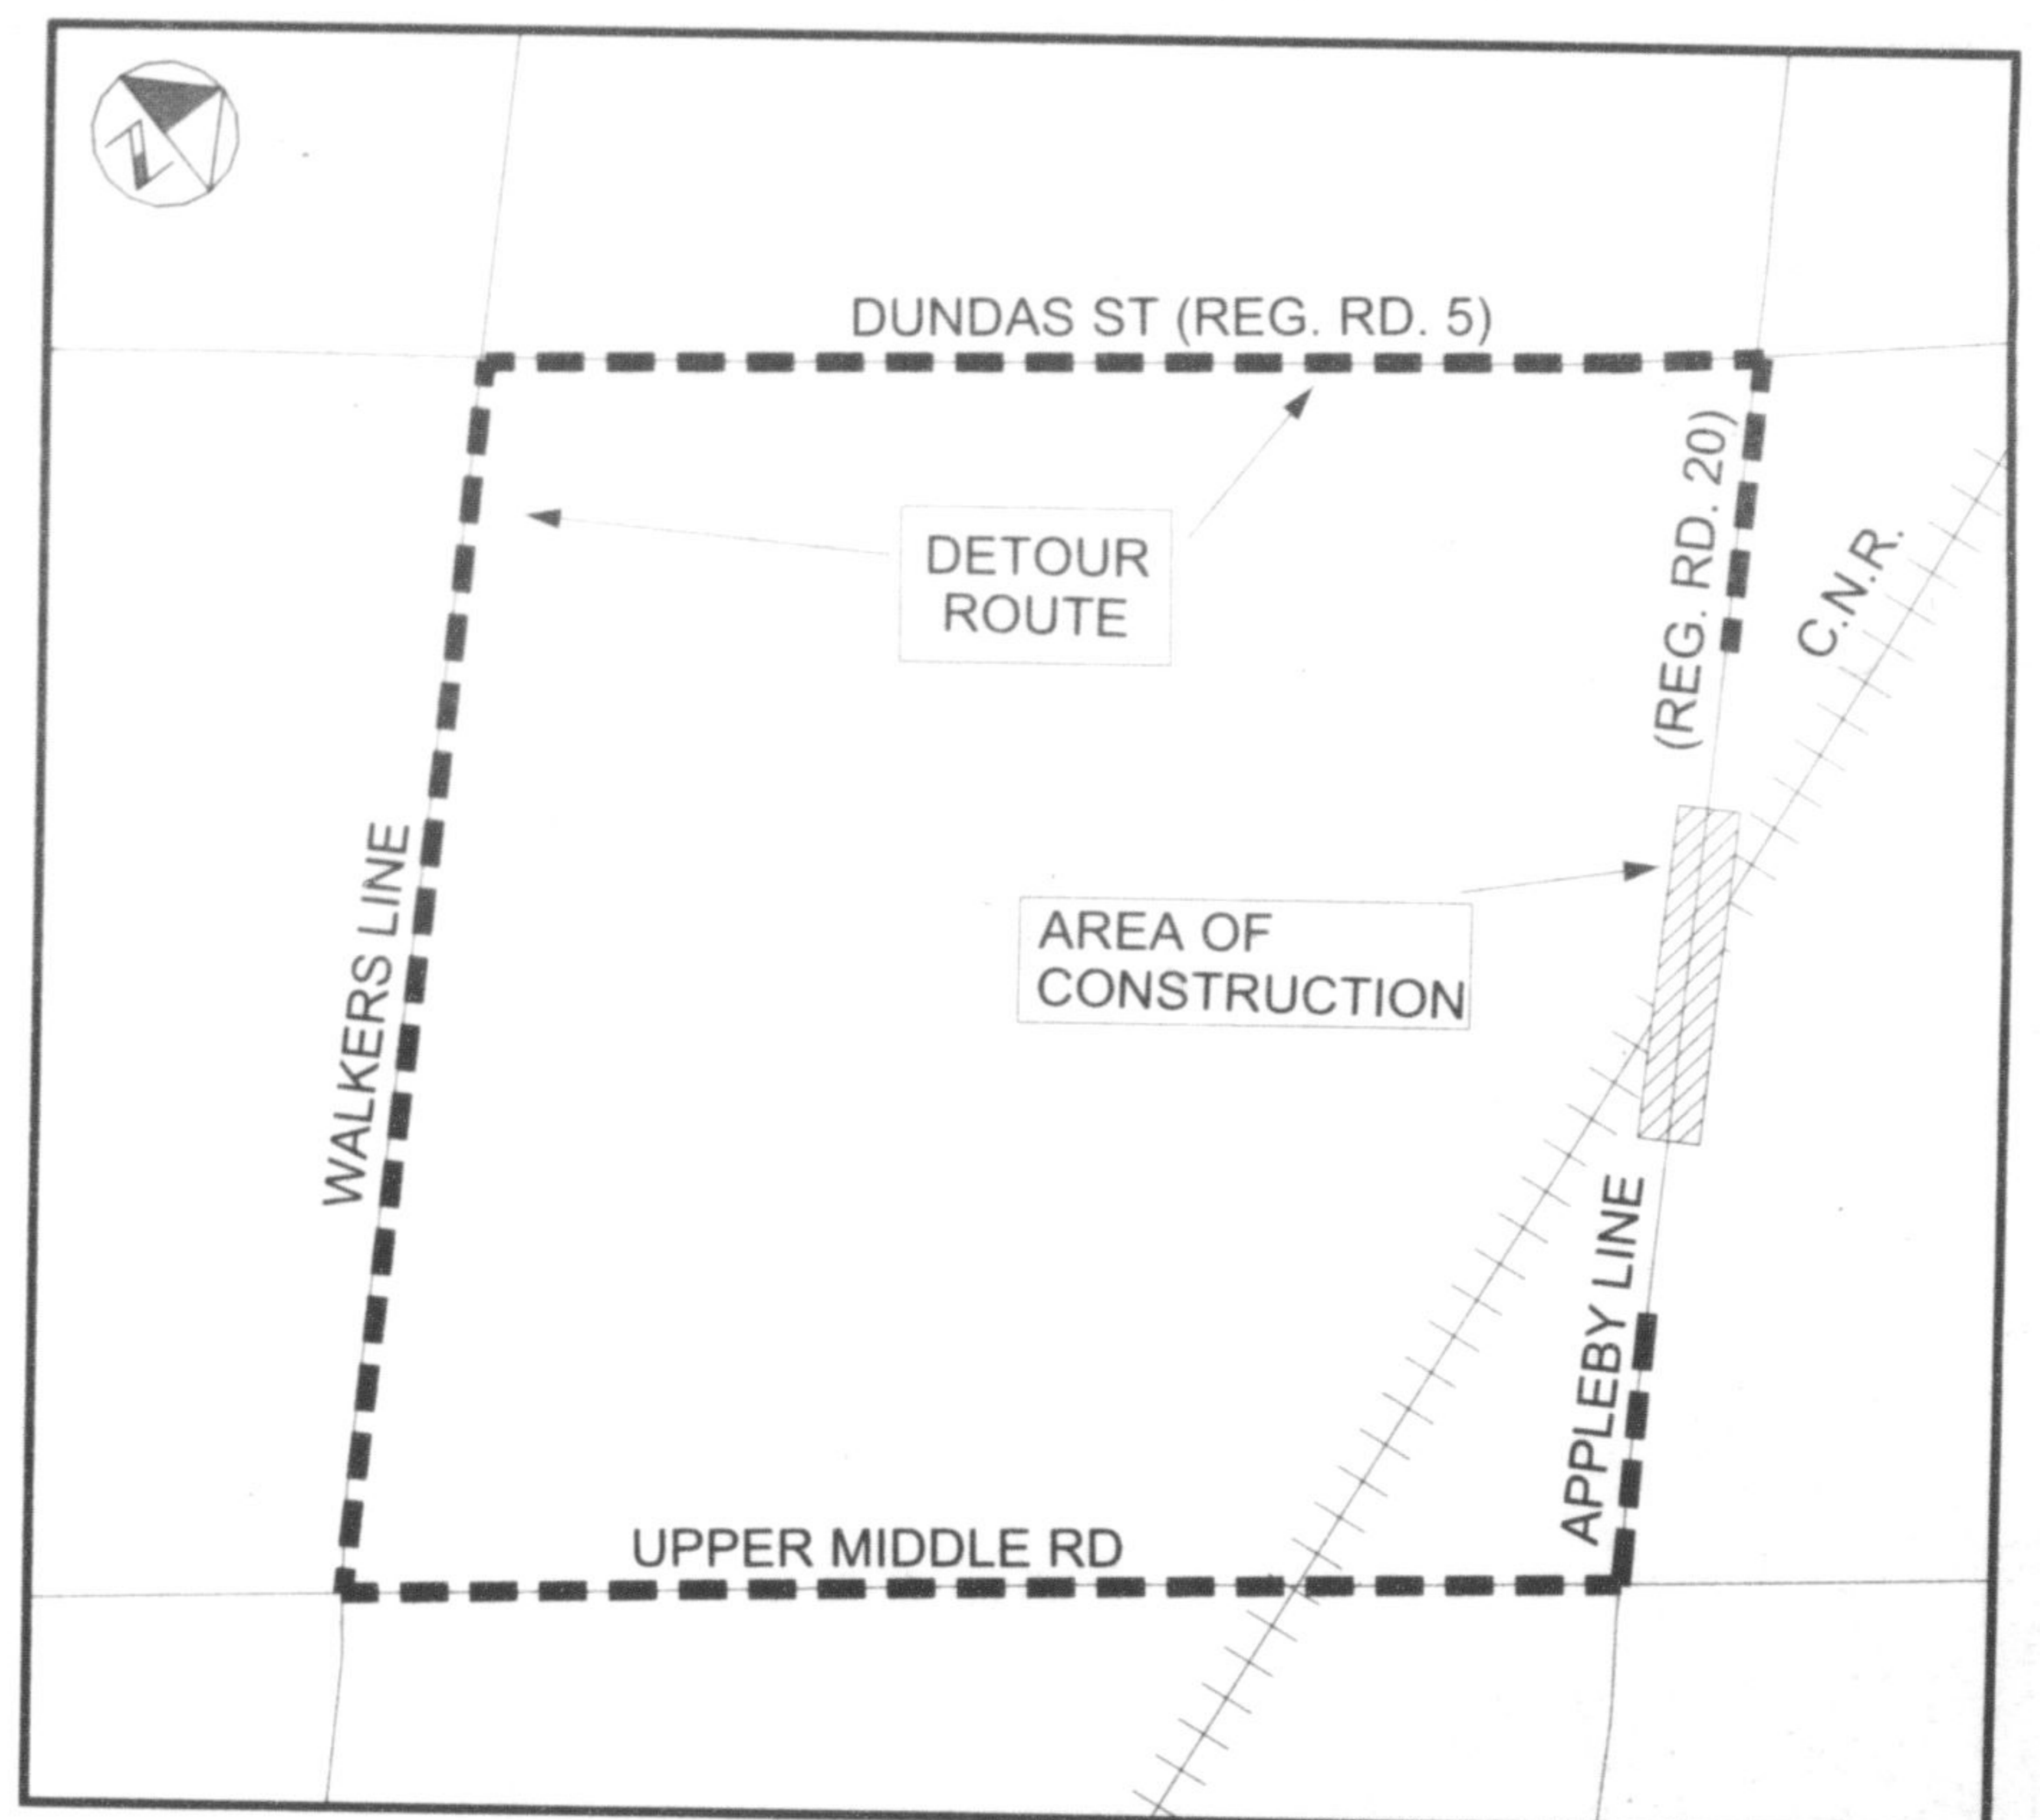 N
DUNDAS ST (REG. RD. 5)
(REG. RD. 20)
C.N.R.
DETOUR
ROUTE
WALKERS LINE
AREA OF
CONSTRUCTION
APPLEBY LINE
UPPER MIDDLE RD